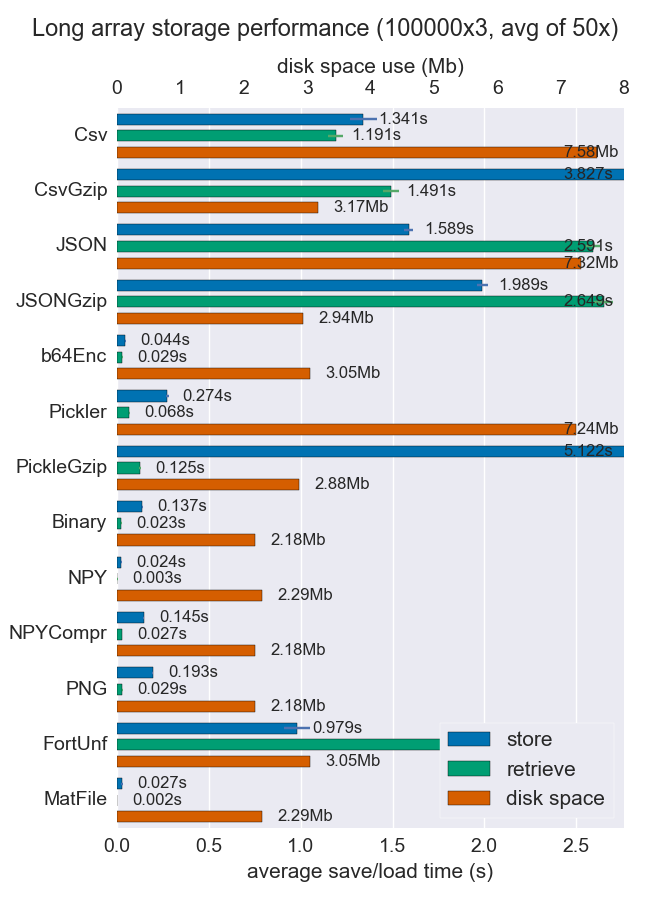 Long array storage performance (100000x3, avg of 50x)
disk space use (Mb)
0 1 2 3 4 5 6 7 8
Csv
1.341s
1.191s
7.58Mb
CsvGzip
3.827s
1.491s
3.17Mb
JSON
1.589s
2.591s
7.32Mb
JSONGzip
1.989s
2.649s
2.94Mb
b64Enc
0.044s
0.029s
3.05Mb
Pickler
0.274s
0.068s
7.24Mb
PickleGzip
5.122s
0.125s
2.88Mb
Binary
0.137s
0.023s
2.18Mb
NPY
0.024s
0.003s
2.29Mb
NPYCompr
0.145s
0.027s
2.18Mb
PNG
0.193s
0.029s
2.18Mb
FortUnf
0.979s
3.05Mb
MatFile
0.027s
0.002s
2.29Mb
store
retrieve
disk space
0.0 0.5 1.0 1.5 2.0 2.5
average save/load time (s)